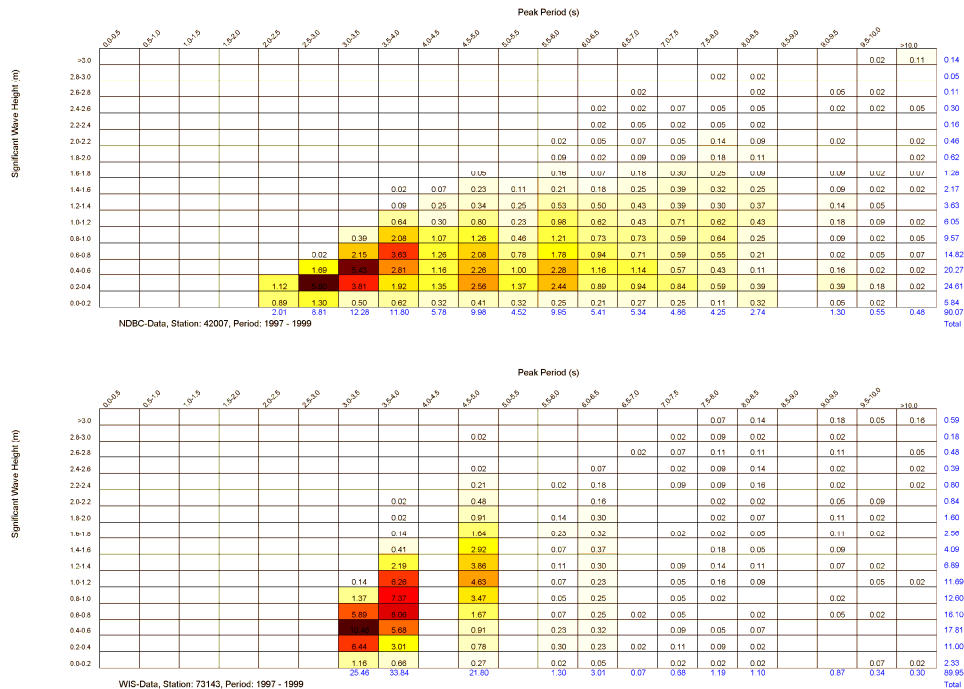 Peak Period (s)
0.0-0.5 0.5-1.0 1.0-1.5 1.5-2.0 2.0-2.5 2.5-3.0 3.0-3.5 3.5-4.0 4.0-4.5 4.5-5.0 5.0-5.5 5.5-6.0 6.0-6.5 6.5-7.0 7.0-7.5 7.5-8.0 8.0-8.5 8.5-9.0 9.0-9.5 9.5-10.0 >10.0
Significant Wave Height (m)
>3.0 0.02 0.11 0.14
2.8-3.0 0.02 0.02 0.05
2.6-2.8 0.02 0.02 0.05 0.02 0.11
2.4-2.6 0.02 0.02 0.07 0.05 0.05 0.02 0.02 0.05 0.30
2.2-2.4 0.02 0.05 0.02 0.05 0.02 0.16
2.0-2.2 0.02 0.05 0.07 0.05 0.14 0.09 0.02 0.02 0.46
1.8-2.0 0.09 0.02 0.09 0.09 0.18 0.11 0.02 0.62
1.6-1.8 0.05 0.16 0.07 0.18 0.30 0.25 0.09 0.09 0.02 0.07 1.28
1.4-1.6 0.02 0.07 0.23 0.11 0.21 0.18 0.25 0.39 0.32 0.25 0.09 0.02 0.02 2.17
1.2-1.4 0.09 0.25 0.34 0.25 0.53 0.50 0.43 0.39 0.30 0.37 0.14 0.05 3.63
1.0-1.2 0.64 0.30 0.80 0.23 0.98 0.62 0.43 0.71 0.62 0.43 0.18 0.09 0.02 6.05
0.8-1.0 0.39 2.08 1.07 1.26 0.46 1.21 0.73 0.73 0.59 0.64 0.25 0.09 0.02 0.05 9.57
0.6-0.8 0.02 2.15 3.63 1.26 2.08 0.78 1.78 0.94 0.71 0.59 0.55 0.21 0.02 0.05 0.07 14.82
0.4-0.6 1.69 2.81 1.16 2.26 1.00 2.28 1.16 1.14 0.57 0.43 0.11 0.16 0.02 0.02 20.27
0.2-0.4 1.12 3.81 1.92 1.35 2.56 1.37 2.44 0.89 0.94 0.84 0.59 0.39 0.39 0.18 0.02 24.61
0.0-0.2 0.89 1.30 0.50 0.62 0.32 0.41 0.32 0.25 0.21 0.27 0.25 0.11 0.32 0.05 0.02 5.84
2.01 8.81 12.28 11.80 5.78 9.98 4.52 9.95 5.41 5.34 4.86 4.25 2.74 1.30 0.55 0.48 90.07
NDBC-Data, Station: 42007, Period: 1997 - 1999 Total
Peak Period (s)
0.0-0.5 0.5-1.0 1.0-1.5 1.5-2.0 2.0-2.5 2.5-3.0 3.0-3.5 3.5-4.0 4.0-4.5 4.5-5.0 5.0-5.5 5.5-6.0 6.0-6.5 6.5-7.0 7.0-7.5 7.5-8.0 8.0-8.5 8.5-9.0 9.0-9.5 9.5-10.0 >10.0
Significant Wave Height (m)
>3.0 0.07 0.14 0.18 0.05 0.16 0.59
2.8-3.0 0.02 0.02 0.09 0.02 0.02 0.18
2.6-2.8 0.02 0.07 0.11 0.11 0.11 0.05 0.48
2.4-2.6 0.02 0.07 0.02 0.09 0.14 0.02 0.02 0.39
2.2-2.4 0.21 0.02 0.18 0.09 0.09 0.16 0.02 0.02 0.80
2.0-2.2 0.02 0.48 0.16 0.02 0.02 0.05 0.09 0.84
1.8-2.0 0.02 0.91 0.14 0.30 0.02 0.07 0.11 0.02 1.60
1.6-1.8 0.14 1.64 0.23 0.32 0.02 0.02 0.05 0.11 0.02 2.56
1.4-1.6 0.41 2.92 0.07 0.37 0.18 0.05 0.09 4.09
1.2-1.4 2.19 3.86 0.11 0.30 0.09 0.14 0.11 0.07 0.02 6.89
1.0-1.2 0.14 6.26 4.63 0.07 0.23 0.05 0.16 0.09 0.05 0.02 11.69
0.8-1.0 1.37 7.37 3.47 0.05 0.25 0.05 0.02 0.02 12.60
0.6-0.8 5.89 1.67 0.07 0.25 0.02 0.05 0.02 0.05 0.02 16.10
0.4-0.6 5.68 0.91 0.23 0.32 0.09 0.05 0.07 17.81
0.2-0.4 6.44 3.01 0.78 0.30 0.23 0.02 0.11 0.09 0.02 11.00
0.0-0.2 1.16 0.66 0.27 0.02 0.05 0.02 0.02 0.02 0.07 0.02 2.33
25.46 33.84 21.80 1.30 3.01 0.07 0.68 1.19 1.10 0.87 0.34 0.30 89.95
WIS-Data, Station: 73143, Period: 1997 - 1999 Total